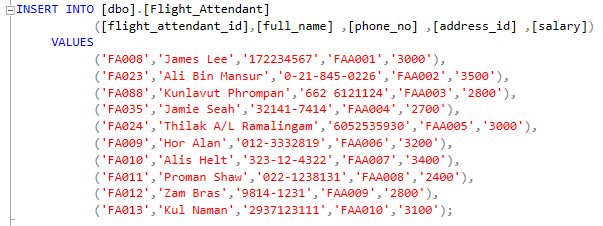 INSERT INTO [dbo].[Flight_Attendant]
([flight_attendant_id],[full_name] ,[phone_no] ,[address_id] ,[salary])
VALUES
('FA008','James Lee','172234567','FAA001','3000'),
('FA023','Ali Bin Mansur','0-21-845-0226','FAA002','3500'),
('FA088','Kunlavut Phrompan','662 6121124','FAA003','2800'),
('FA035','Jamie Seah','32141-7414','FAA004','2700'),
('FA024','Thilak A/L Ramalingam','6052535930','FAA005','3000'),
('FA009','Hor Alan','012-3332819','FAA006','3200'),
('FA010','Alis Helt','323-12-4322','FAA007','3400'),
('FA011','Proman Shaw','022-1238131','FAA008','2400'),
('FA012','Zam Bras','9814-1231','FAA009','2800'),
('FA013','Kul Naman','2937123111','FAA010','3100');